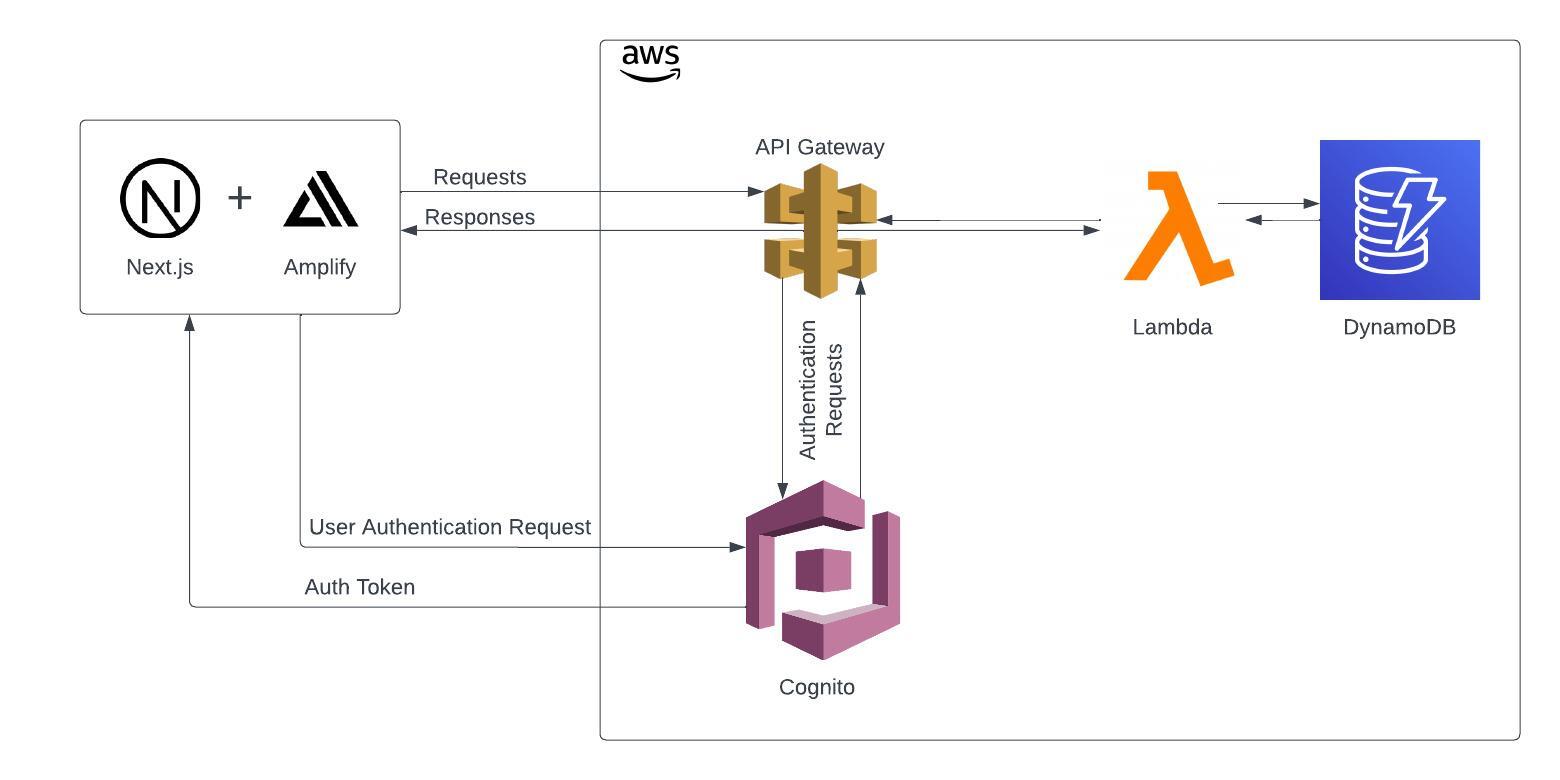 aws
API Gateway
Requests
Responses
+
Next.js
Amplify
Lambda
DynamoDB
Authentication
Requests
User Authentication Request
Auth Token
Cognito